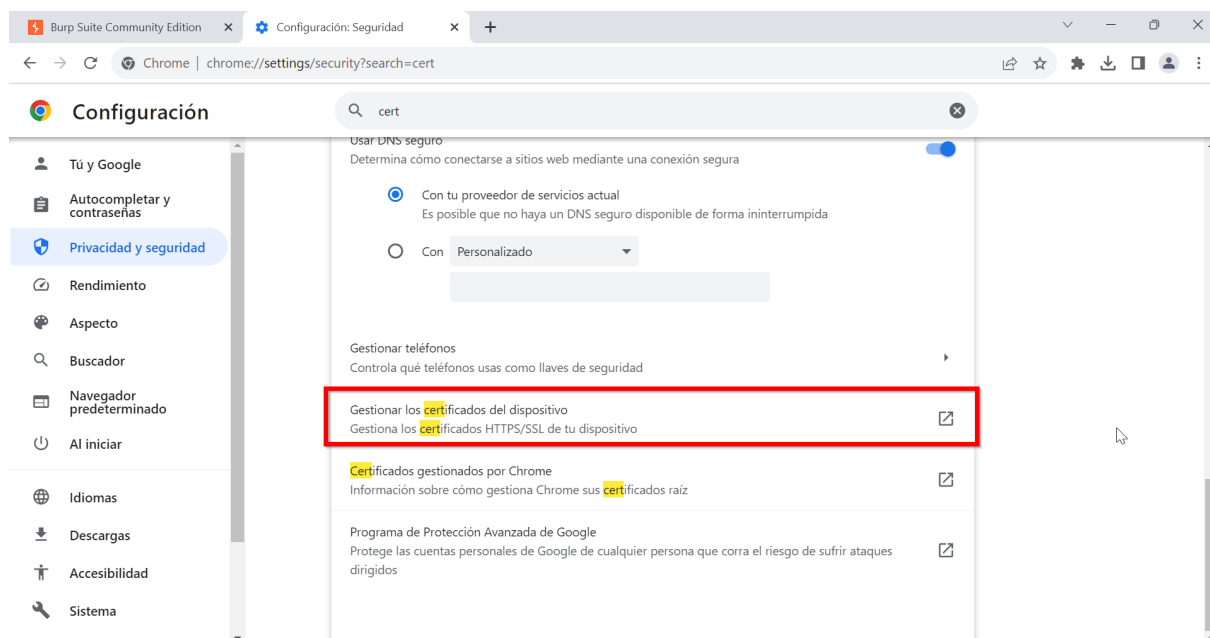 Burp Suite Community Edition
Configuración: Seguridad
Chrome | chrome://settings/security?search=cert
Configuración
cert
Tú y Google
Autocompletar y
contraseñas
Privacidad y seguridad
Rendimiento
Aspecto
Buscador
Navegador
predeterminado
Al iniciar
Idiomas
Descargas
Accesibilidad
Sistema
Usar DNS seguro
Determina cómo conectarse a sitios web mediante una conexión segura
Con tu proveedor de servicios actual
Es posible que no haya un DNS seguro disponible de forma ininterrumpida
Con Personalizado
Gestionar teléfonos
Controla qué teléfonos usas como llaves de seguridad
Gestionar los certificados del dispositivo
Gestiona los certificados HTTPS/SSL de tu dispositivo
Certificados gestionados por Chrome
Información sobre cómo gestiona Chrome sus certificados raíz
Programa de Protección Avanzada de Google
Protege las cuentas personales de Google de cualquier persona que corra el riesgo de sufrir ataques
dirigidos